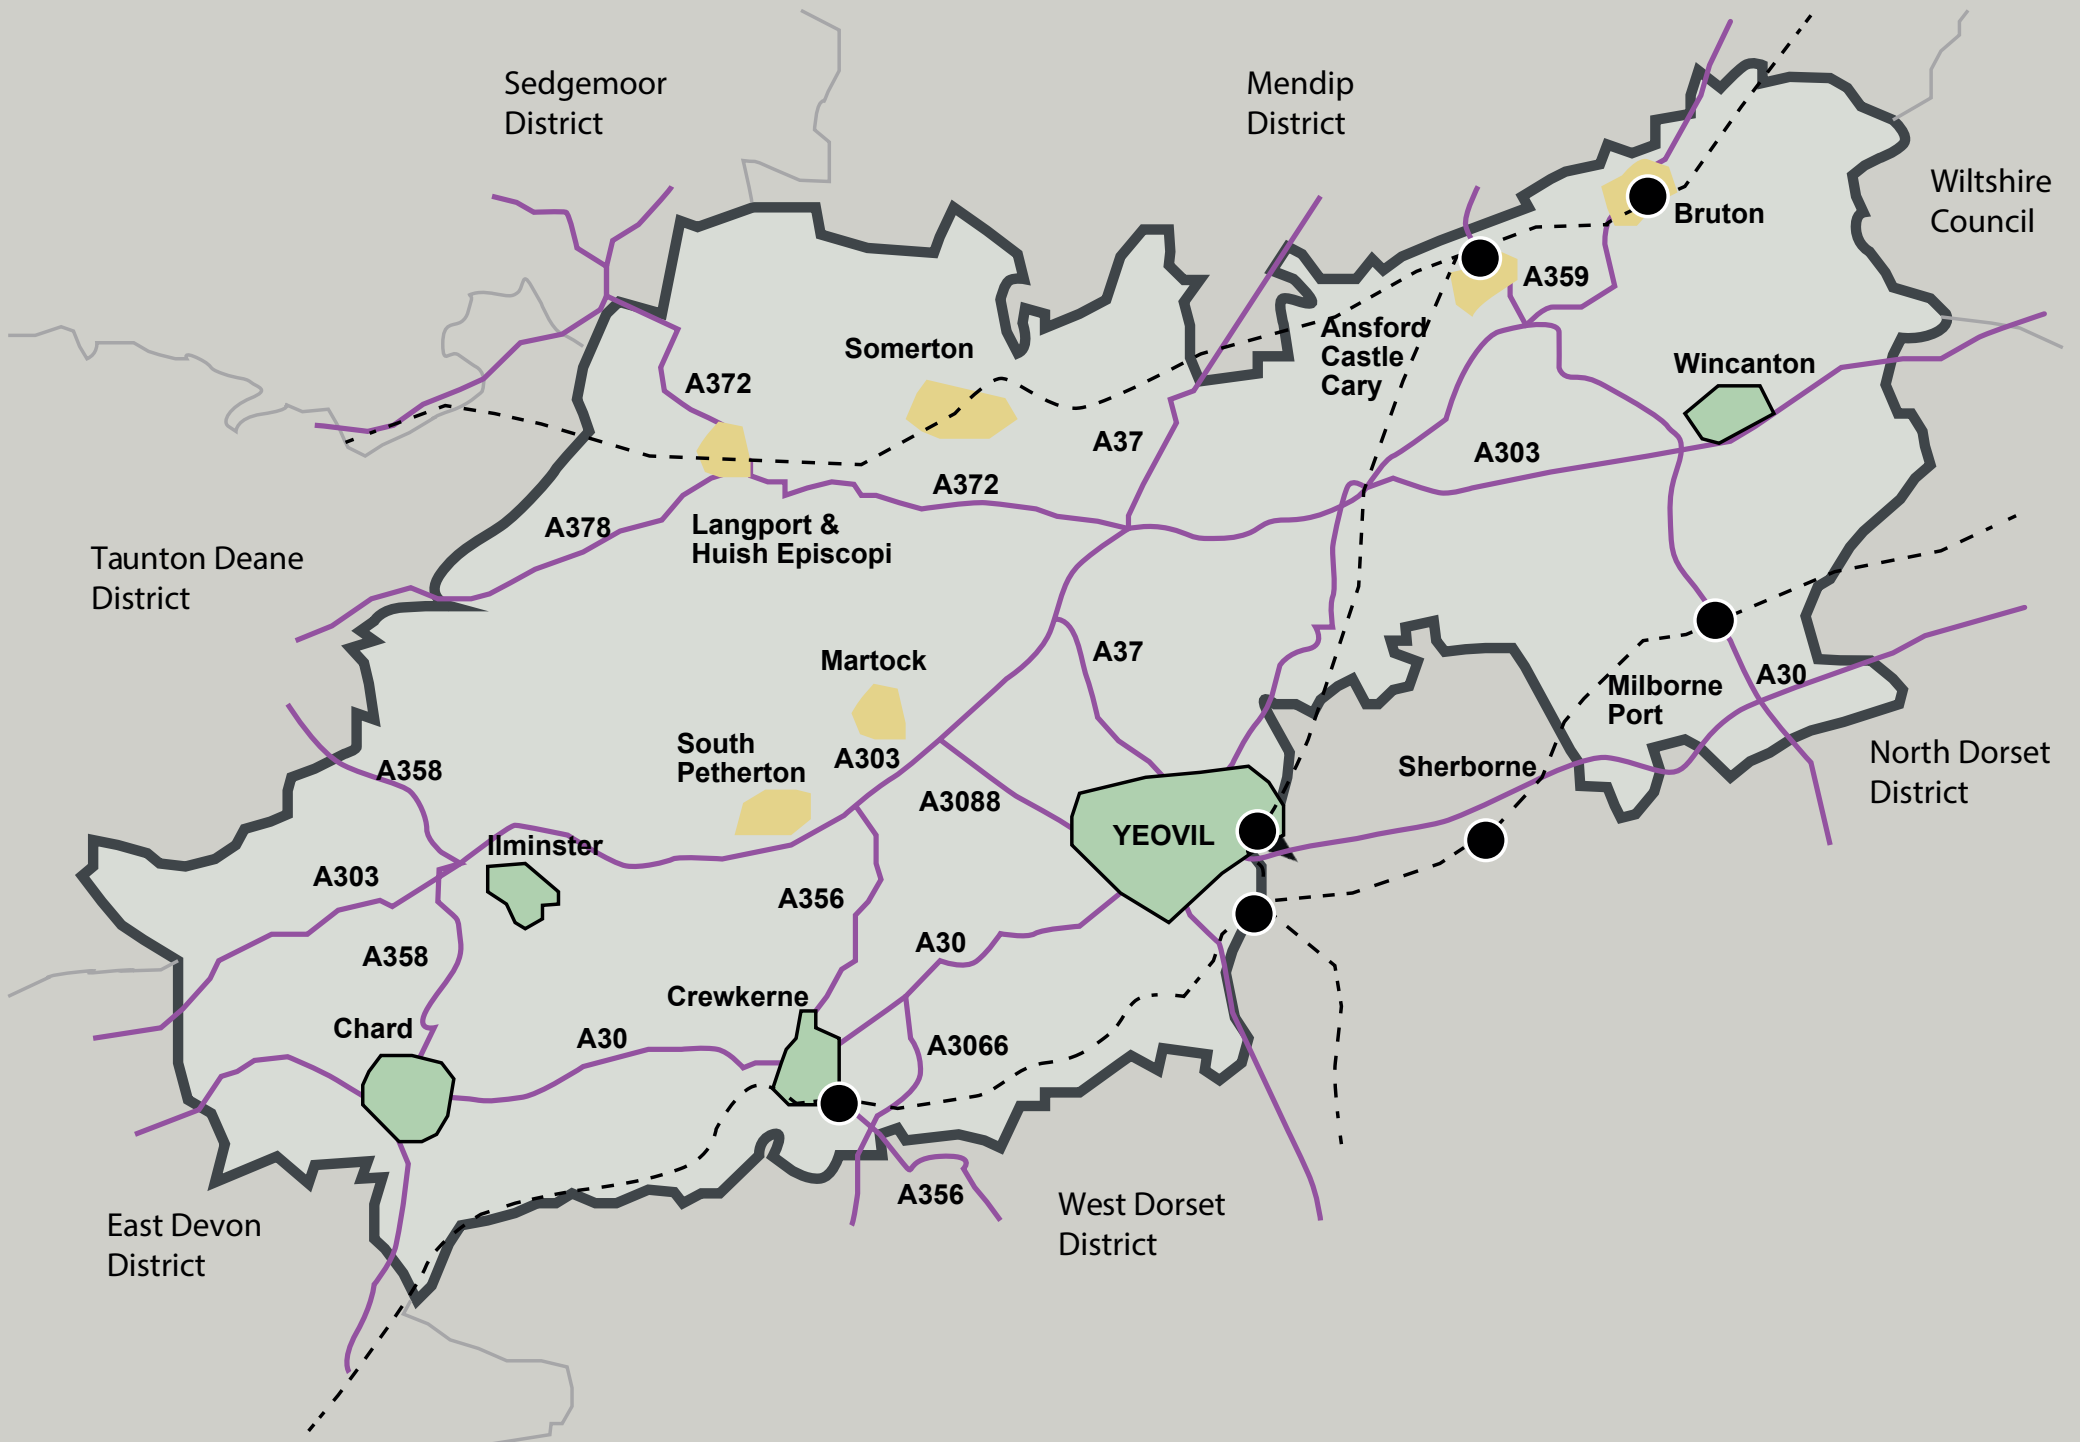 Sedgemoor
District
Mendip
District
Wiltshire
Council
Bruton
A359
Ansford
Castle
Cary
Somerton
Wincanton
A372
A37
A303
A372
A378
Langport &
Huish Episcopi
Taunton Deane
District
Martock
A37
Milborne
Port
A30
South
Petherton
A303
A358
Sherborne
North Dorset
District
A3088
YEOVIL
Ilminster
A303
A356
A358
A30
Crewkerne
Chard
A30
A3066
A356
West Dorset
District
East Devon
District